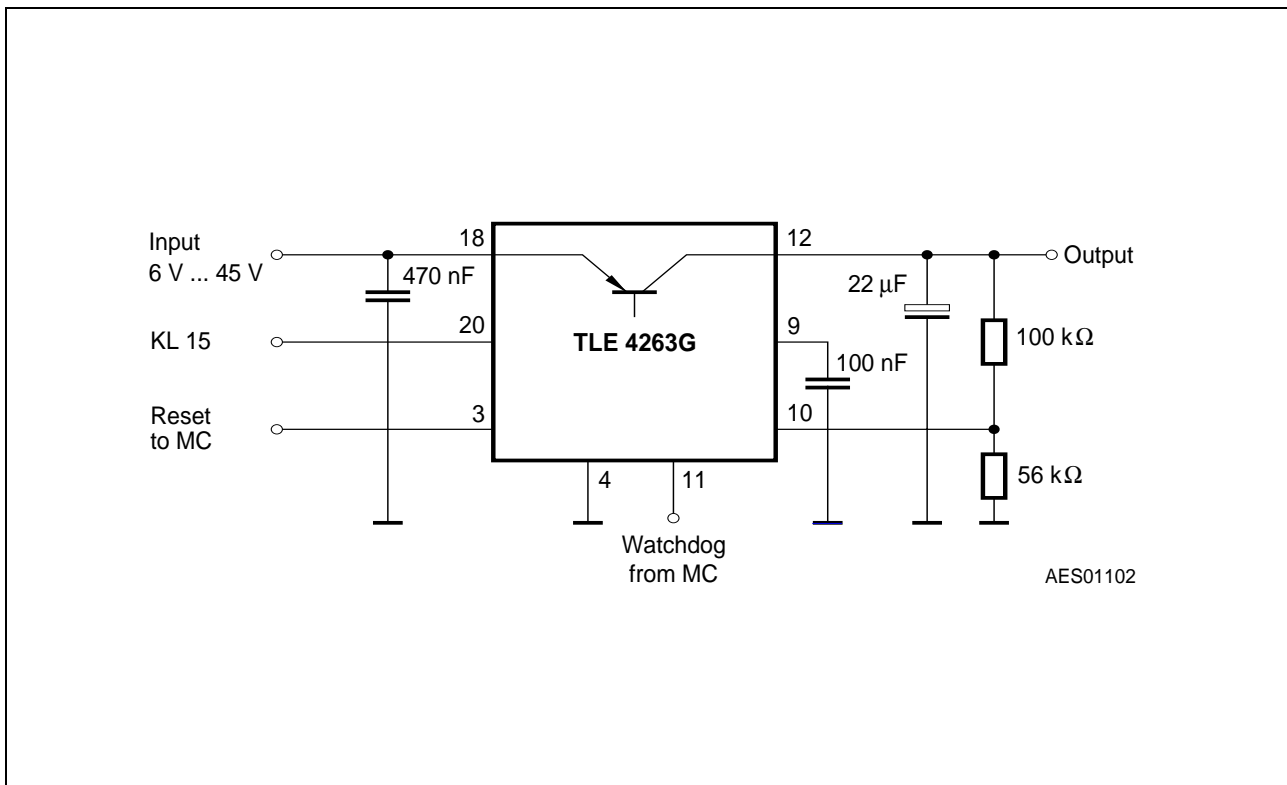 Input
6 V ... 45 V
18
470 nF
12
Output
22 μF
KL 15
20
TLE 4263G
9
100 nF
100 kΩ
Reset
to MC
3
10
56 kΩ
4
11
Watchdog
from MC
AES01102